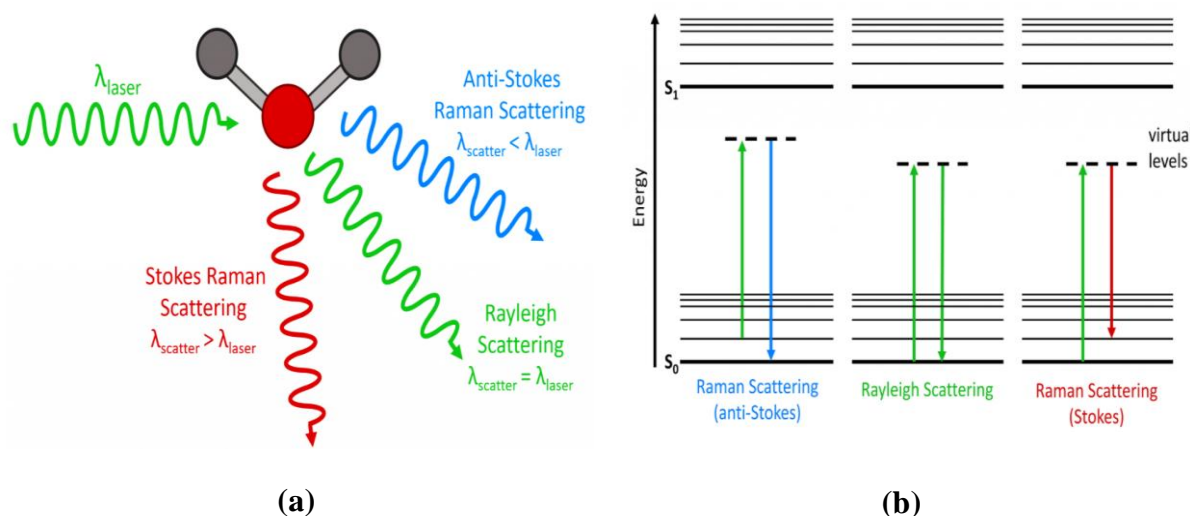 λlaser
Anti-Stokes
Raman Scattering
λscatter < λlaser
Stokes Raman
Scattering
λscatter > λlaser
Rayleigh
Scattering
λscatter = λlaser
(a)
Energy
S1
S0
virtual
levels
Raman Scattering
(anti-Stokes)
Rayleigh Scattering
Raman Scattering
(Stokes)
(b)